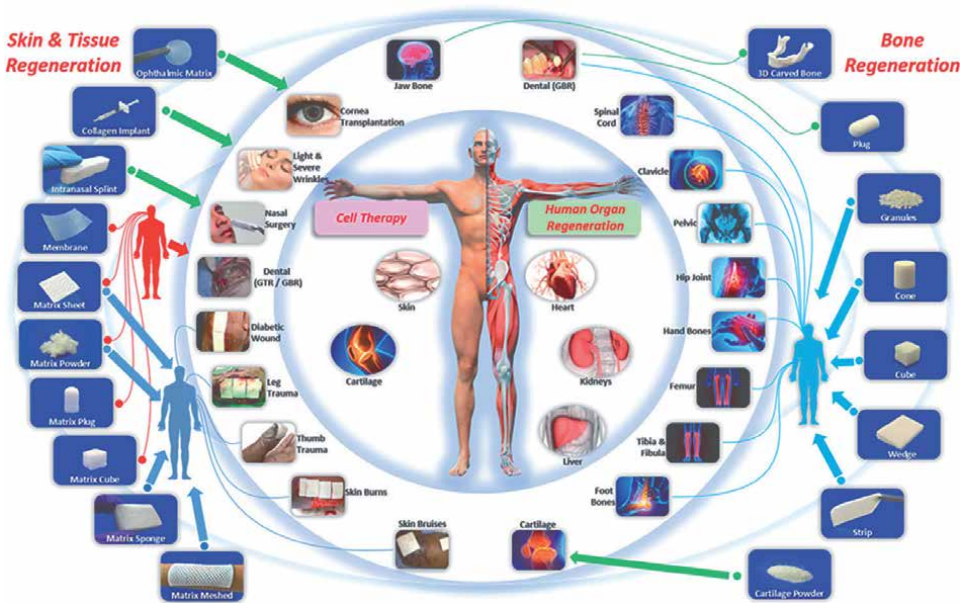 Skin & Tissue
Regeneration
Bone
Regeneration
Ophthalmic Matrix
Collagen Implant
Intranasal Splint
Membrane
Matrix Sheet
Matrix Powder
Matrix Plug
Matrix Cube
Matrix Sponge
Matrix Meshed
Jaw Bone
Dental (GBR)
Cornea
Transplantation
Light &
Severe
Wrinkles
Nasal
Surgery
Dental
(GTR / GBR)
Diabetic
Wound
Leg
Trauma
Thumb
Trauma
Skin Burns
Skin Bruises
Cell Therapy
Human Organ
Regeneration
Skin
Cartilage
Heart
Kidneys
Liver
Spinal
Cord
Clavicle
Pelvic
Hip Joint
Hand Bones
Femur
Tibia &
Fibula
Foot
Bones
Cartilage
3D Carved Bone
Plug
Granules
Cone
Cube
Wedge
Strip
Cartilage Powder